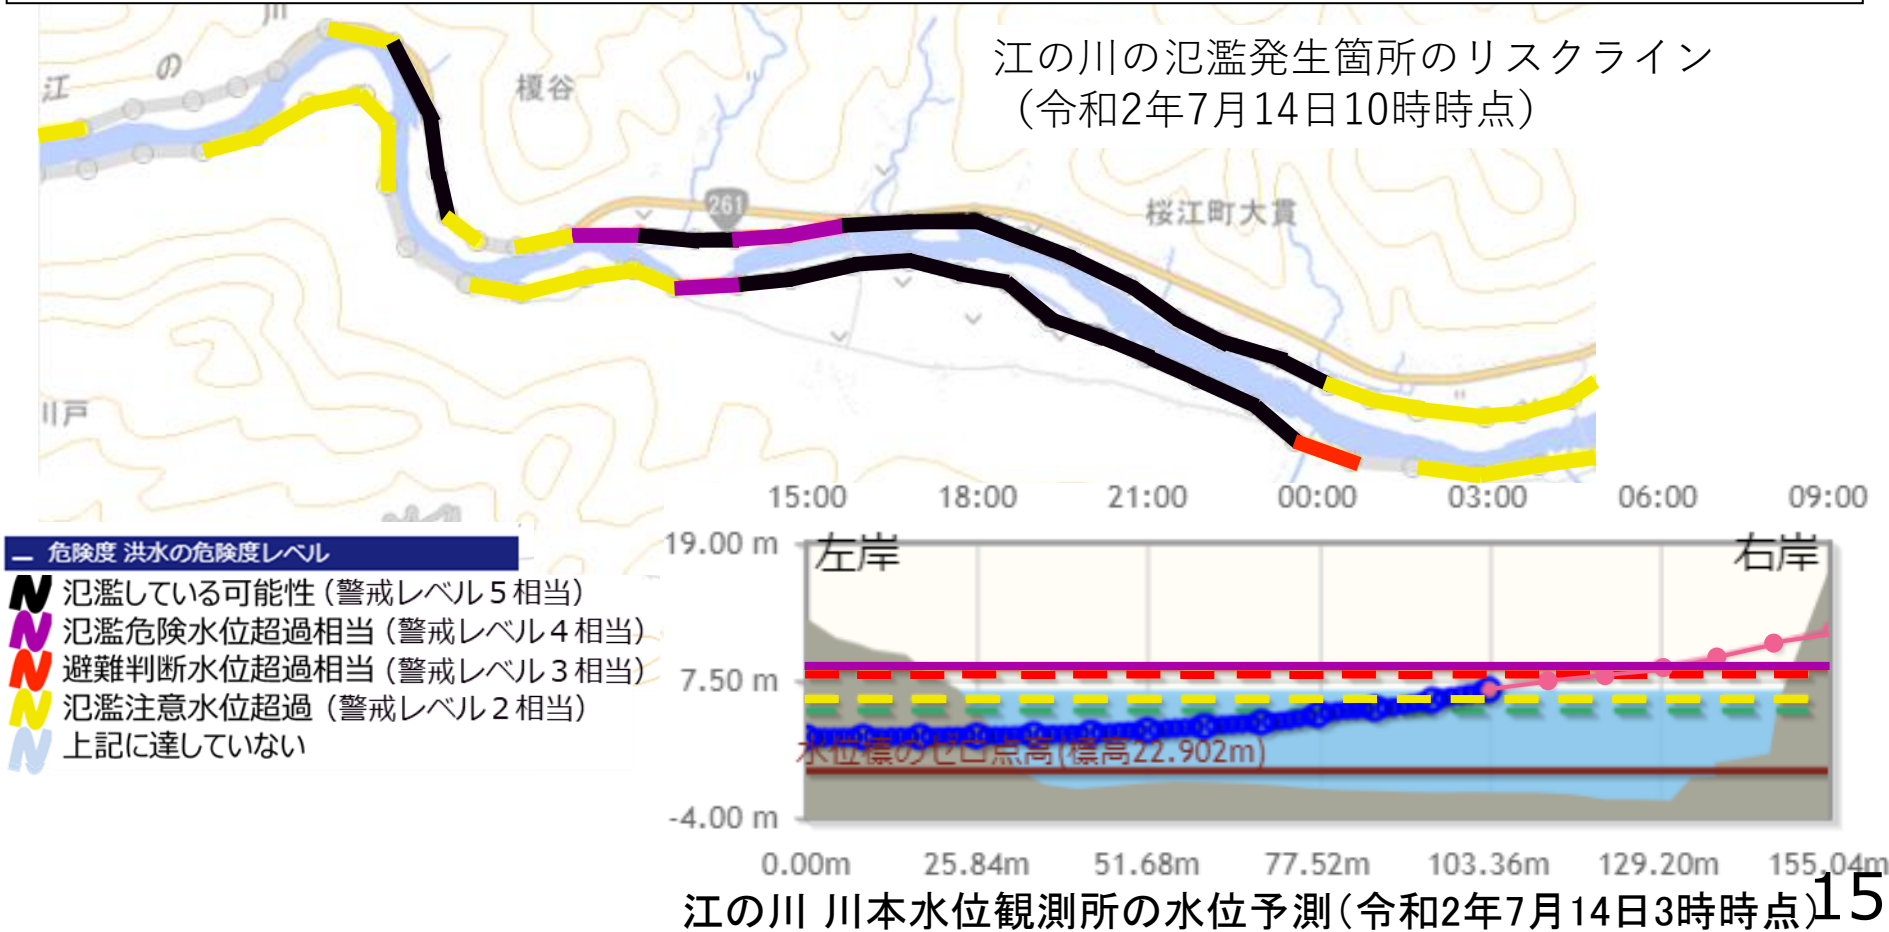 川
江の
榎谷
江の川の氾濫発生箇所のリスクライン
（令和2年7月14日10時時点）
261
桜江町大貫
川戸
危険度 洪水の危険度レベル
氾濫している可能性（警戒レベル５相当）
氾濫危険水位超過相当（警戒レベル４相当）
避難判断水位超過相当（警戒レベル３相当）
氾濫注意水位超過（警戒レベル２相当）
上記に達していない
15:00 18:00 21:00 00:00 03:00 06:00 09:00
19.00 m
左岸 右岸
7.50 m
水位標のゼロ点高(標高22.902m)
-4.00 m
0.00m 25.84m 51.68m 77.52m 103.36m 129.20m 155.04m
江の川 川本水位観測所の水位予測（令和2年7月14日3時時点）
15